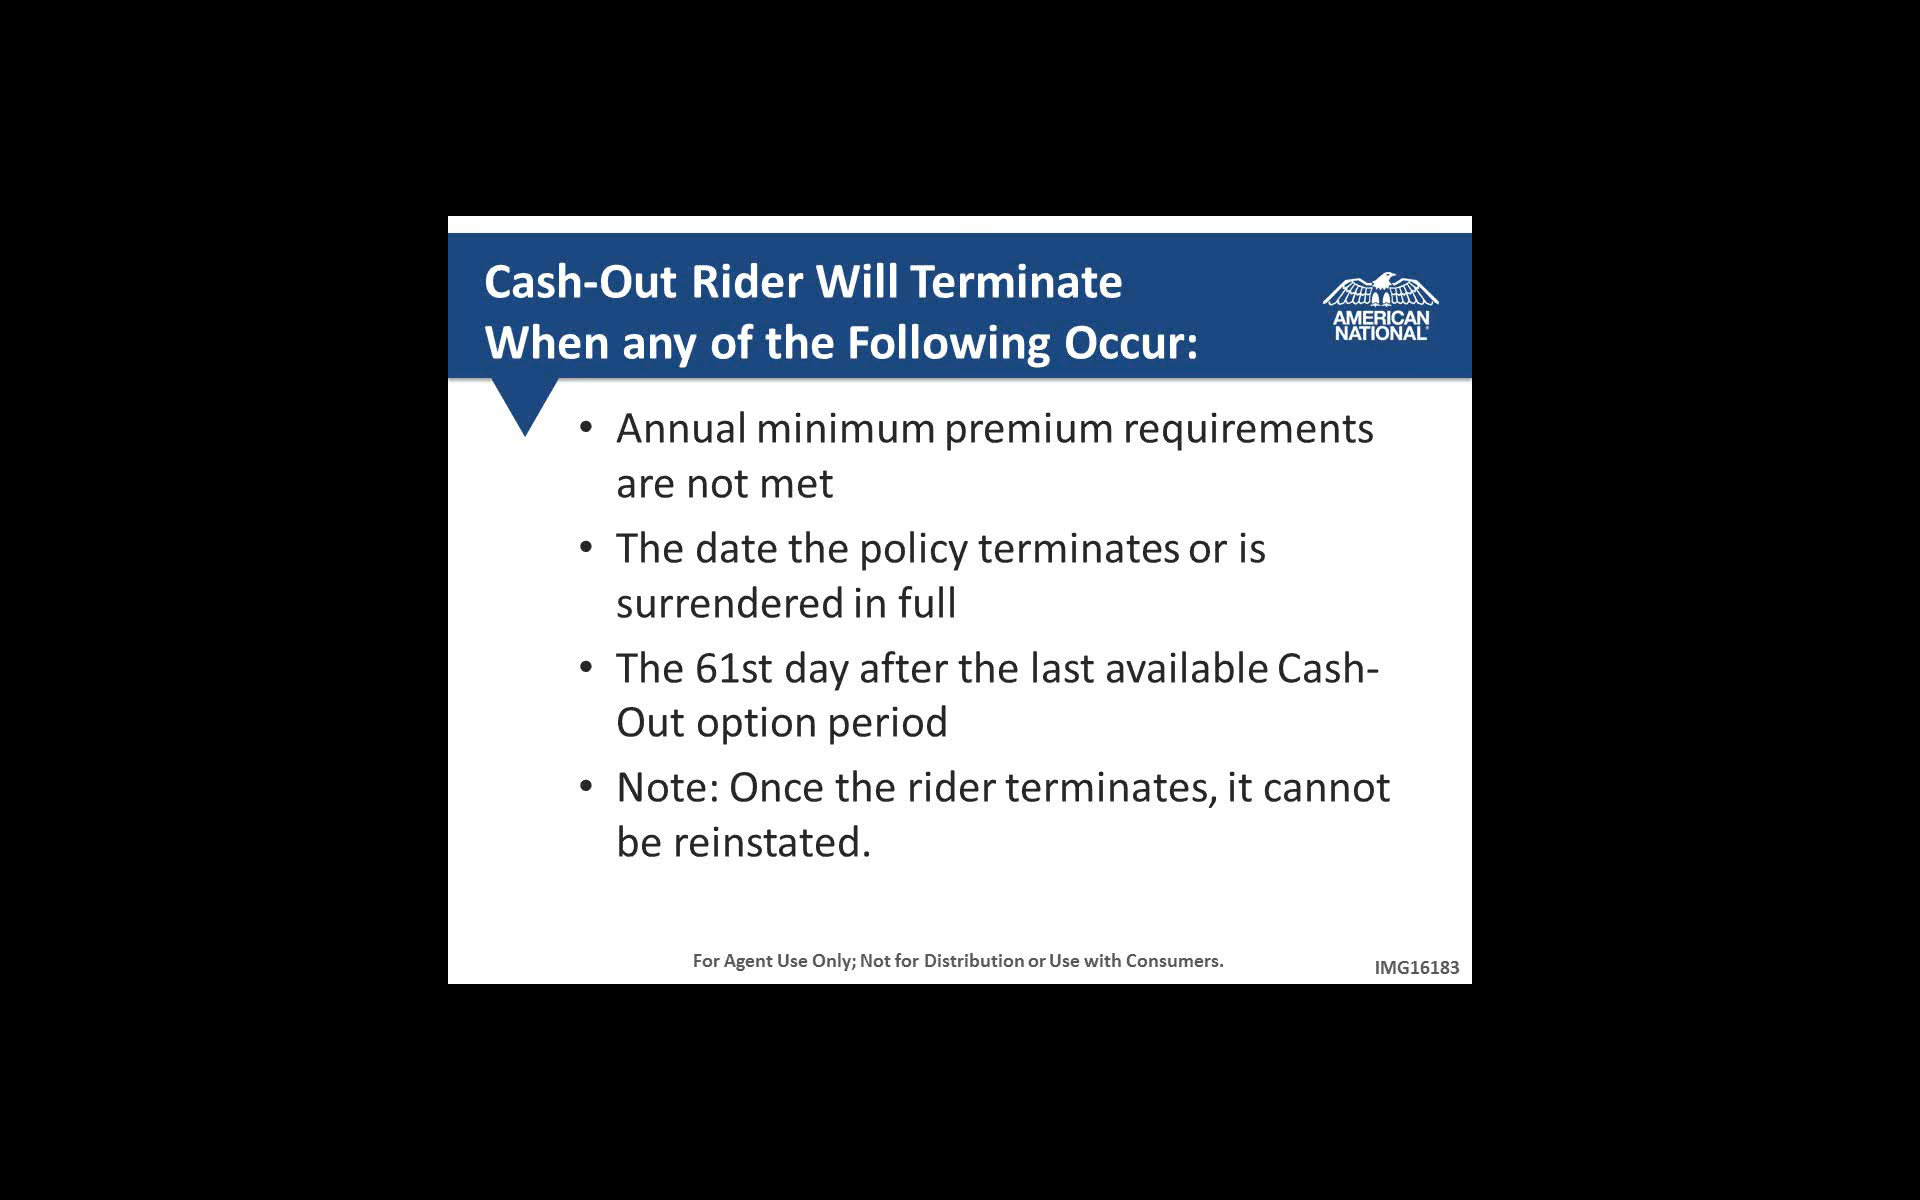 Cash-Out Rider Will Terminate
When any of the Following Occur:
AMERICAN
NATIONAL®
• Annual minimum premium requirements
are not met
• The date the policy terminates or is
surrendered in full
• The 61st day after the last available Cash-
Out option period
• Note: Once the rider terminates, it cannot
be reinstated.
For Agent Use Only; Not for Distribution or Use with Consumers.
IMG16183